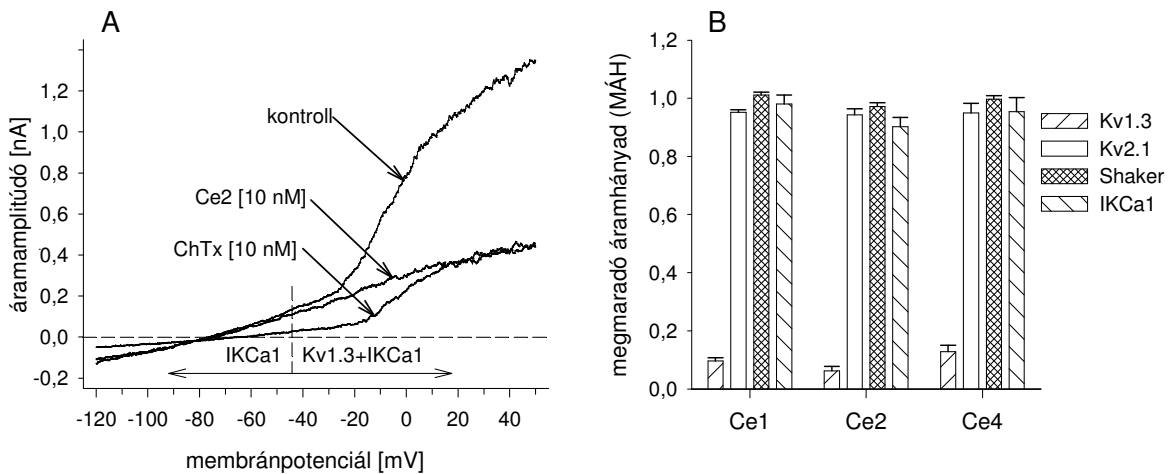 A
áramamplitúdó [nA]
1,2
1,0
0,8
0,6
0,4
0,2
0,0
-0,2
kontroll
Ce2 [10 nM]
ChTx [10 nM]
IKCa1
Kv1.3+IKCa1
-120 -100 -80 -60 -40 -20 0 20 40
membránpotenciál [mV]
B
megmaradó áramhányad (MÁH)
1,2
1,0
0,8
0,6
0,4
0,2
0,0
Ce1 Ce2 Ce4
Kv1.3
Kv2.1
Shaker
IKCa1